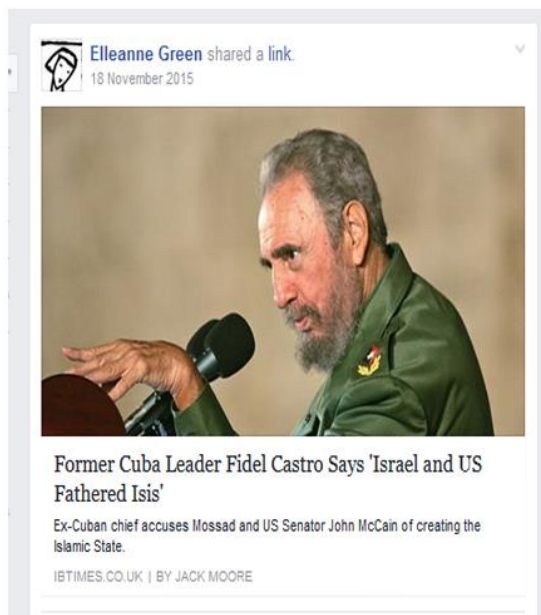 Elleanne Green shared a link.
18 November 2015
Former Cuba Leader Fidel Castro Says 'Israel and US
Fathered Isis'
Ex-Cuban chief accuses Mossad and US Senator John McCain of creating the
Islamic State.
IBTIMES.CO.UK | BY JACK MOORE